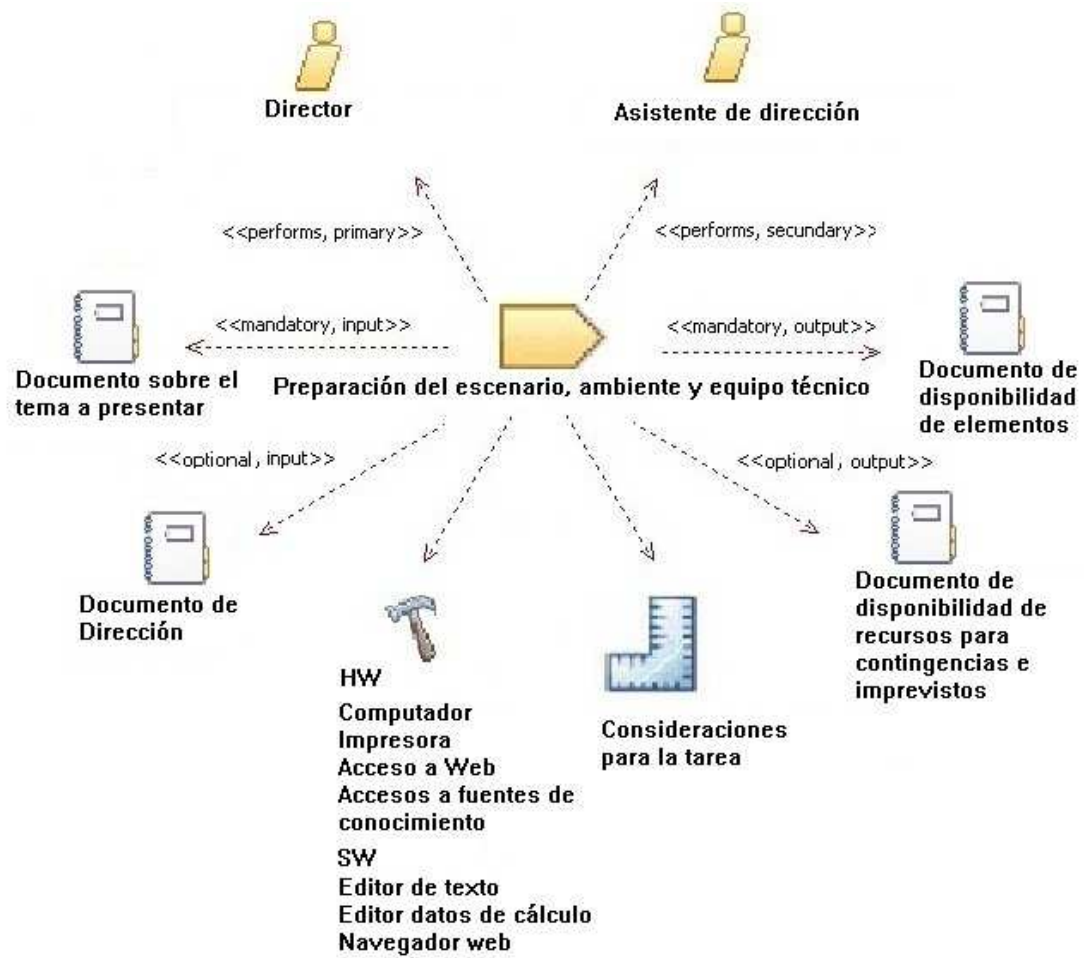 Director
Asistente de dirección
<<performs, primary>>
<<performs, secundary>>
<<mandatory, input>>
<<mandatory, output>>
Documento sobre el
tema a presentar
Preparación del escenario, ambiente y equipo técnico
Documento de
disponibilidad
de elementos
<<optional, input>>
<<optional, output>>
Documento de
Dirección
Documento de
disponibilidad de
recursos para
contingencias e
imprevistos
HW
Computador
Impresora
Acceso a Web
Accesos a fuentes de
conocimiento
SW
Editor de texto
Editor datos de cálculo
Navegador web
Consideraciones
para la tarea